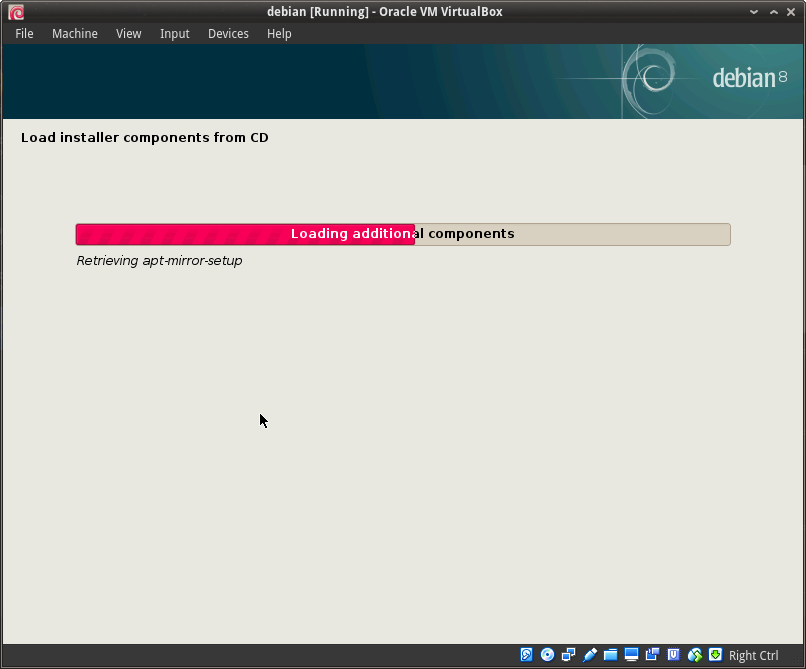 debian [Running] - Oracle VM VirtualBox
File Machine View Input Devices Help
debian 8
Load installer components from CD
Loading additional components
Retrieving apt-mirror-setup
Right Ctrl